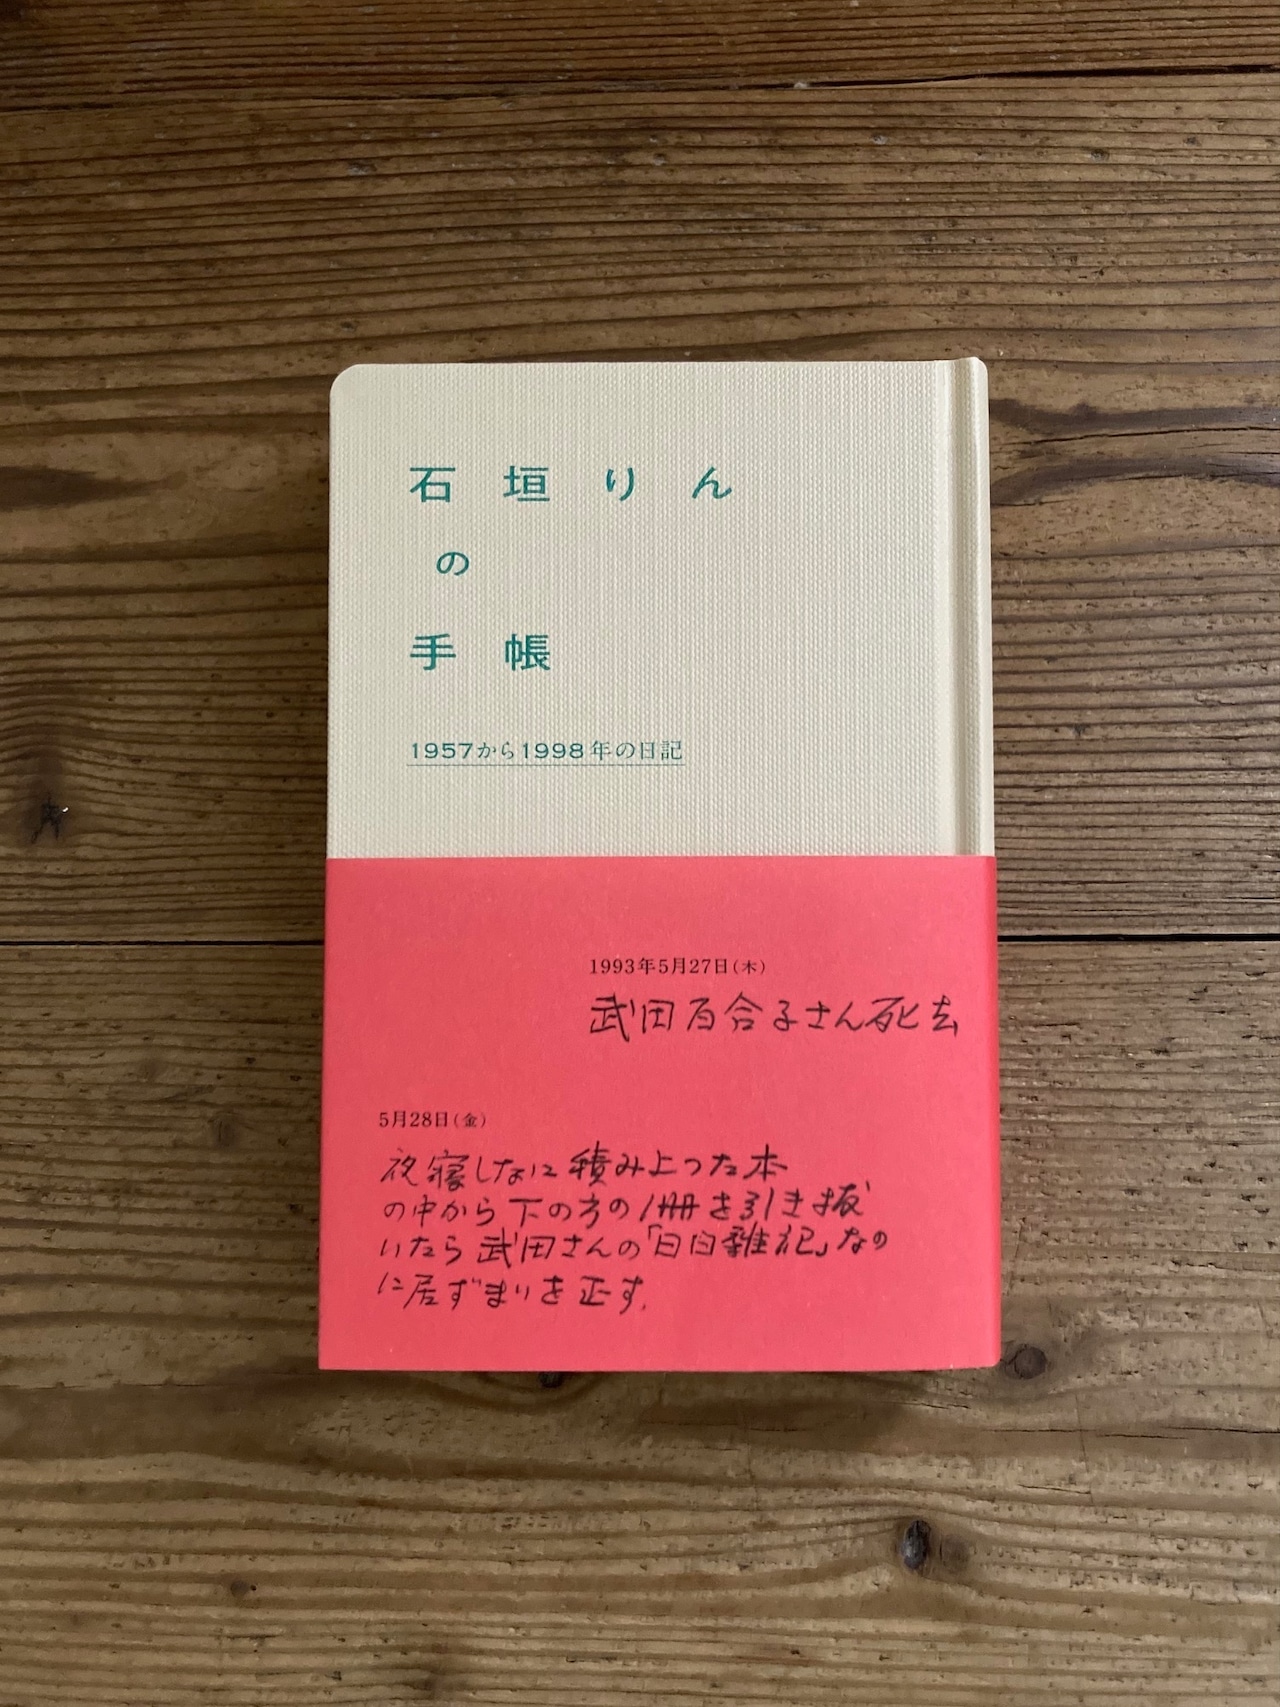 石垣りん
の
手帳
1957から1998年の日記
1993年5月27日(木)
武田百合子さん死去
5月28日(金)
夜寝しなに積み上った本
の中から下の方の1冊を引き抜
いたら武田さんの「日日雑記」なの
に居ずまいを正す.